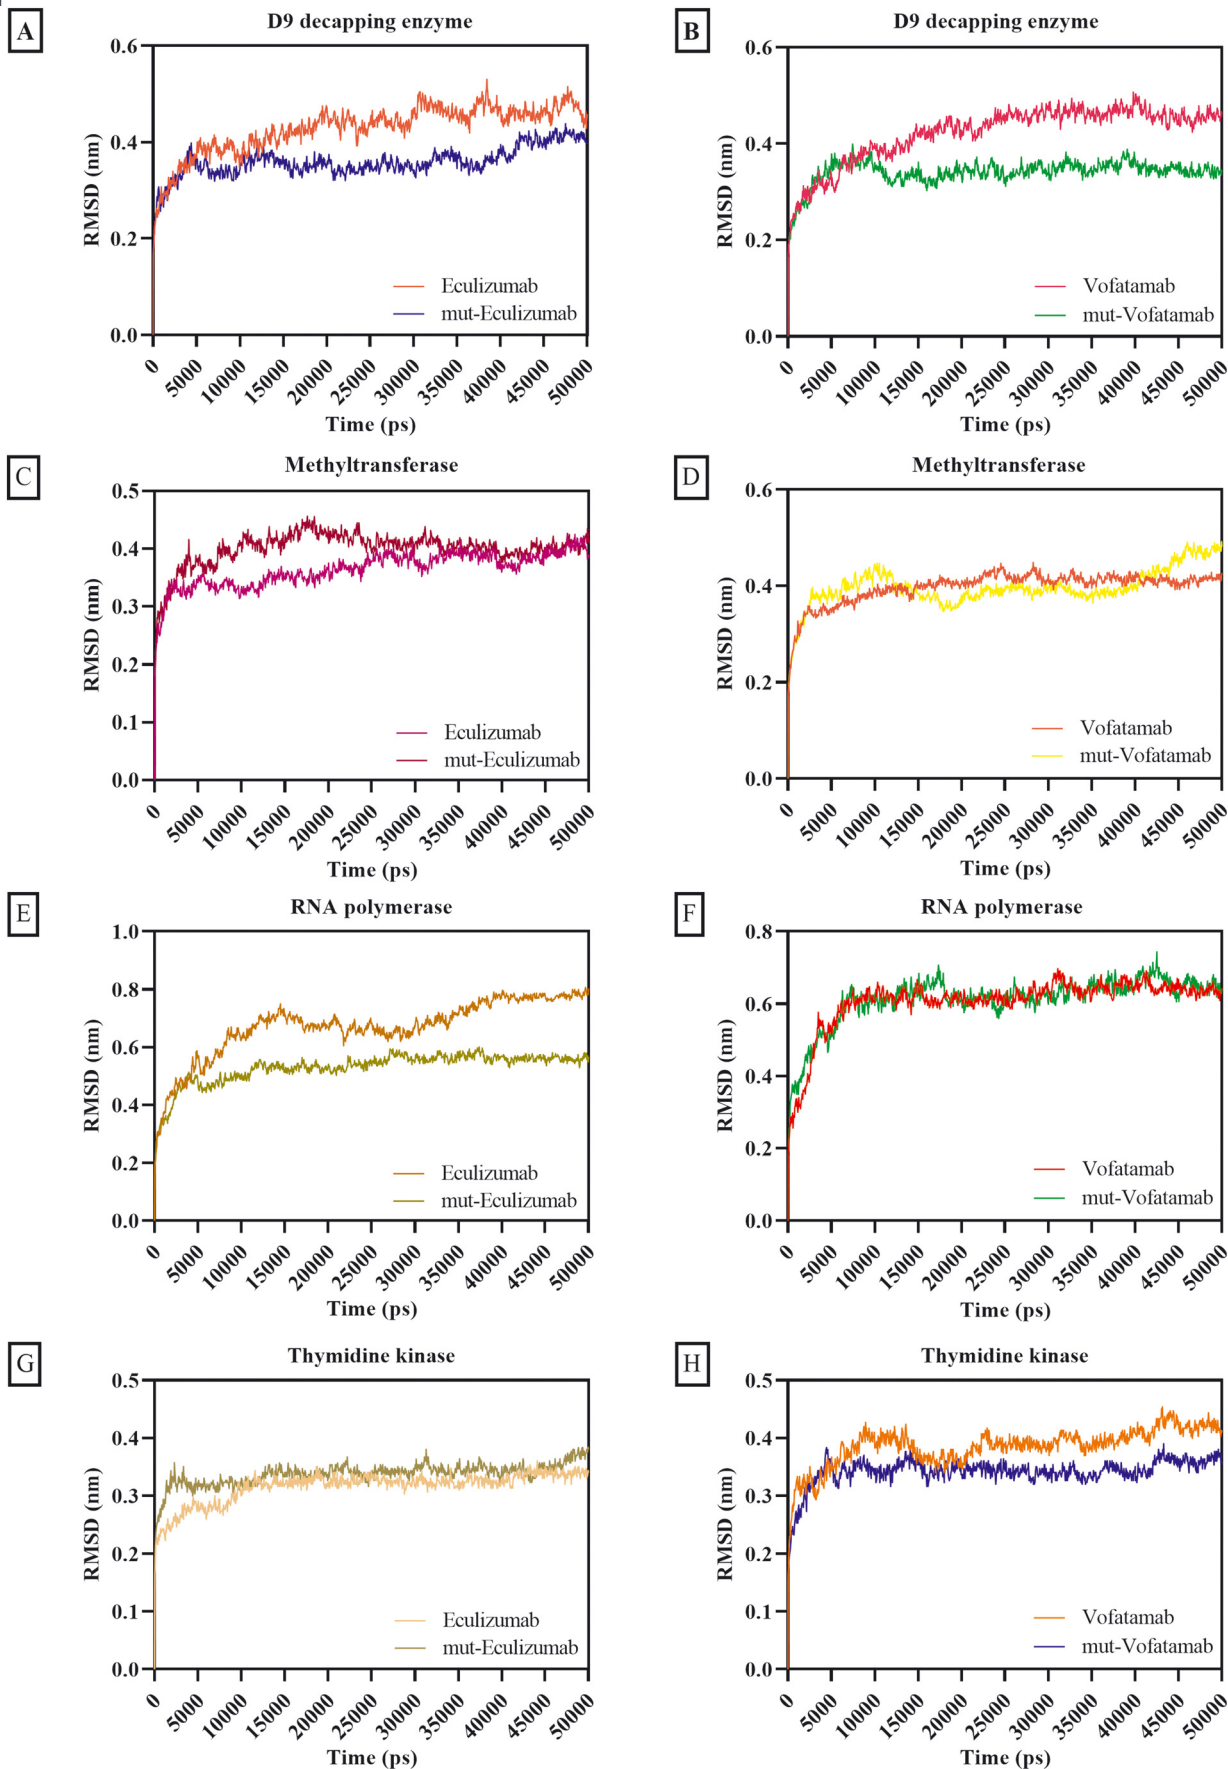 A
D9 decapping enzyme
0.6
0.4
0.2
0.0
RMSD (nm)
Eculizumab
mut-Eculizumab
0 5000 10000 15000 20000 25000 30000 35000 40000 45000 50000
Time (ps)
B
D9 decapping enzyme
0.6
0.4
0.2
0.0
RMSD (nm)
Vofatamab
mut-Vofatamab
0 5000 10000 15000 20000 25000 30000 35000 40000 45000 50000
Time (ps)
C
Methyltransferase
0.5
0.4
0.3
0.2
0.1
0.0
RMSD (nm)
Eculizumab
mut-Eculizumab
0 5000 10000 15000 20000 25000 30000 35000 40000 45000 50000
Time (ps)
D
Methyltransferase
0.6
0.4
0.2
0.0
RMSD (nm)
Vofatamab
mut-Vofatamab
0 5000 10000 15000 20000 25000 30000 35000 40000 45000 50000
Time (ps)
E
RNA polymerase
1.0
0.8
0.6
0.4
0.2
0.0
RMSD (nm)
Eculizumab
mut-Eculizumab
0 5000 10000 15000 20000 25000 30000 35000 40000 45000 50000
Time (ps)
F
RNA polymerase
0.8
0.6
0.4
0.2
0.0
RMSD (nm)
Vofatamab
mut-Vofatamab
0 5000 10000 15000 20000 25000 30000 35000 40000 45000 50000
Time (ps)
G
Thymidine kinase
0.5
0.4
0.3
0.2
0.1
0.0
RMSD (nm)
Eculizumab
mut-Eculizumab
0 5000 10000 15000 20000 25000 30000 35000 40000 45000 50000
Time (ps)
H
Thymidine kinase
0.5
0.4
0.3
0.2
0.1
0.0
RMSD (nm)
Vofatamab
mut-Vofatamab
0 5000 10000 15000 20000 25000 30000 35000 40000 45000 50000
Time (ps)